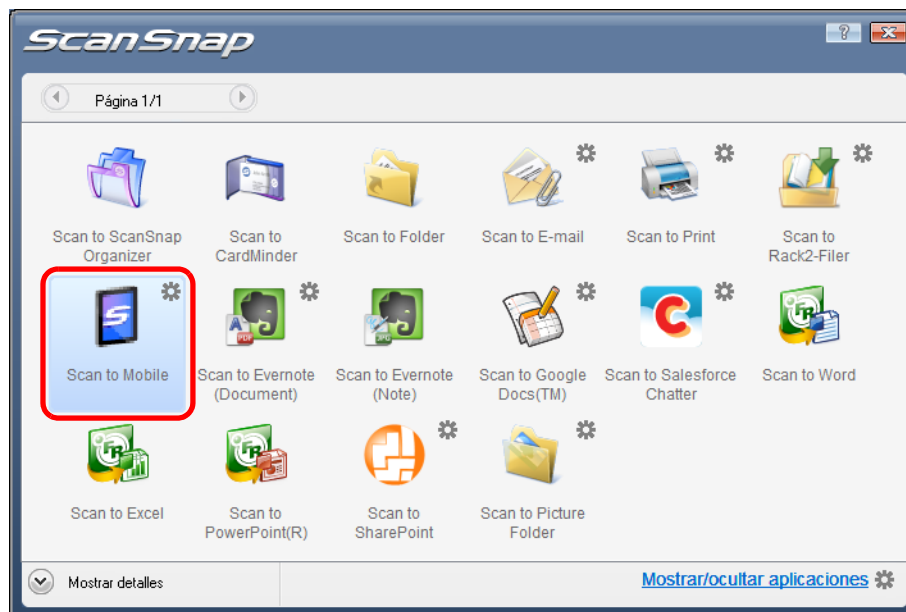 ScanSnap
Página 1/1
Scan to ScanSnap
Organizer
Scan to
CardMinder
Scan to Folder
Scan to E-mail
Scan to Print
Scan to
Rack2-Filer
Scan to Mobile
Scan to Evernote
(Document)
Scan to Evernote
(Note)
Scan to Google
Docs(TM)
Scan to Salesforce
Chatter
Scan to Word
Scan to Excel
Scan to
PowerPoint(R)
Scan to
SharePoint
Scan to Picture
Folder
Mostrar detalles
Mostrar/ocultar aplicaciones